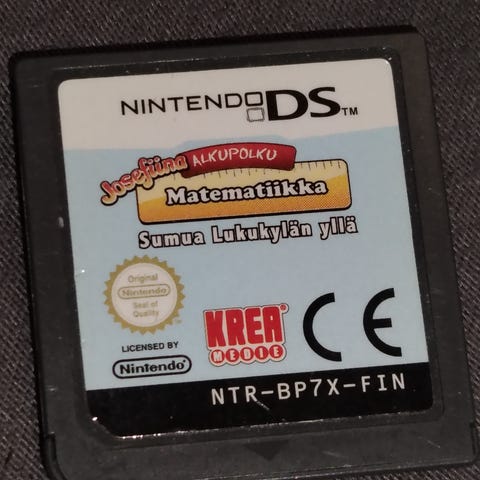 NINTENDO DS™
Josefiina ALKUPOLKU
Matematiikka
Sumua Lukukylän yllä
Original
Nintendo
Seal of
Quality
LICENSED BY
Nintendo
KREA®
MEDIE
CE
NTR-BP7X-FIN